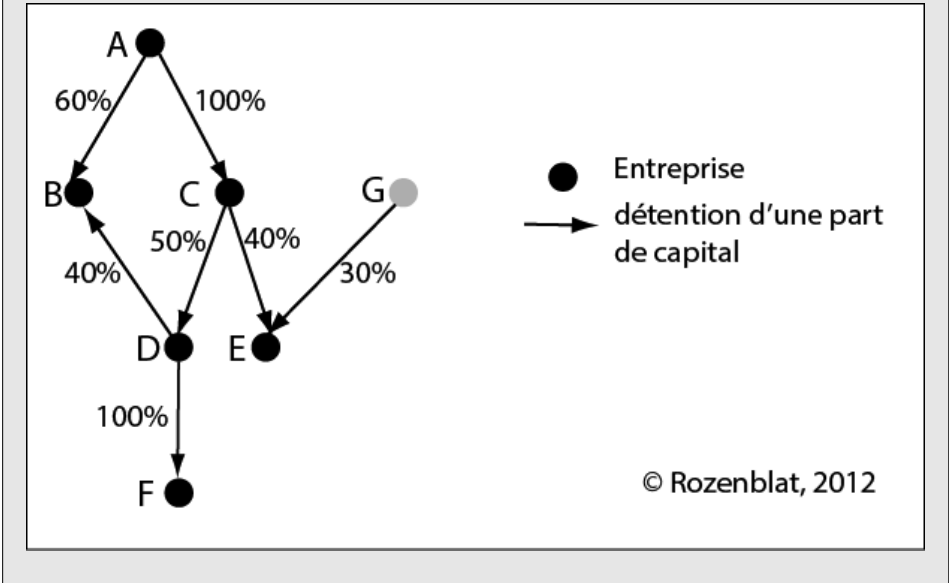 A
60%
100%
B
C
G
Entreprise
détention d'une part
de capital
50%
40%
40%
30%
D
E
100%
F
© Rozenblat, 2012